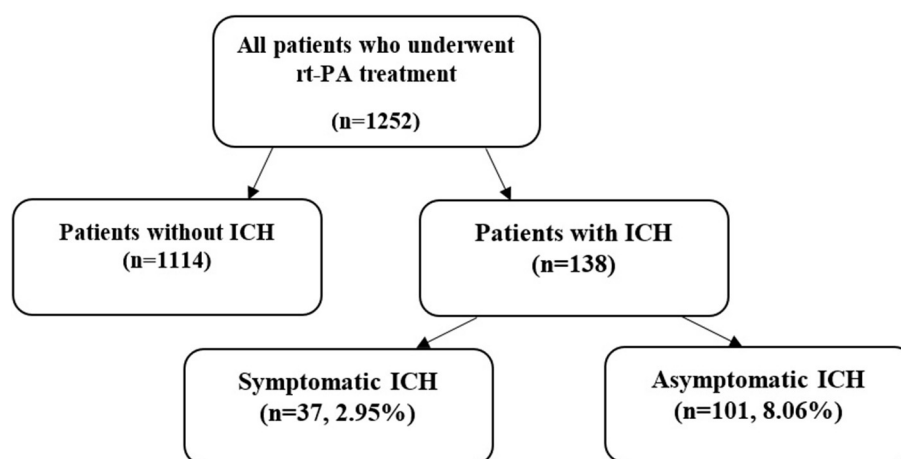 All patients who underwent
rt-PA treatment
(n=1252)
Patients without ICH
(n=1114)
Patients with ICH
(n=138)
Symptomatic ICH
(n=37, 2.95%)
Asymptomatic ICH
(n=101, 8.06%)